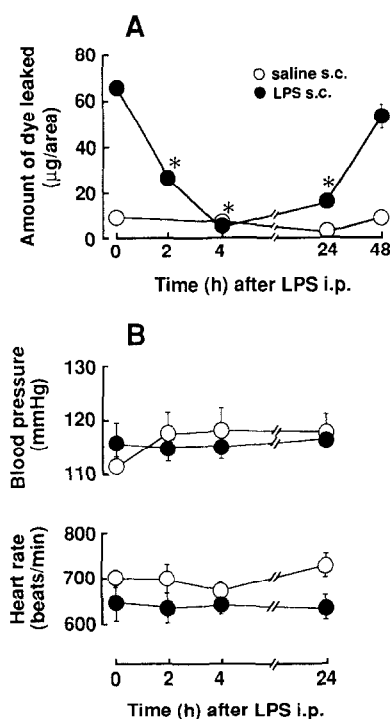 A
80
60
40
20
0
Amount of dye leaked
(µg/area)
○ saline s.c.
● LPS s.c.
*
*
*
0 2 4 24 48
Time (h) after LPS i.p.
B
130
120
110
Blood pressure
(mmHg)
800
700
600
Heart rate
(beats/min)
0 2 4 24
Time (h) after LPS i.p.